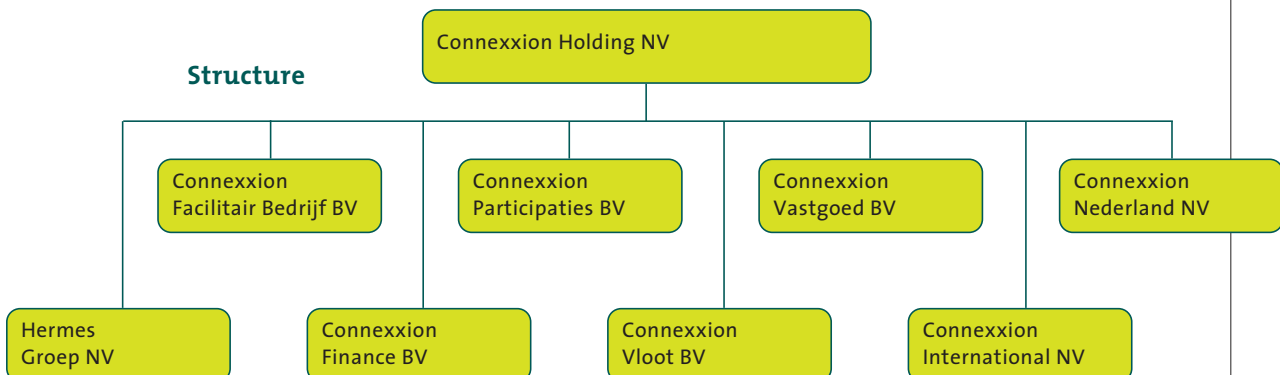 Connexxion Holding NV
Structure
Connexxion
Facilitair Bedrijf BV
Connexxion
Participaties BV
Connexxion
Vastgoed BV
Connexxion
Nederland NV
Hermes
Groep NV
Connexxion
Finance BV
Connexxion
Vloot BV
Connexxion
International NV